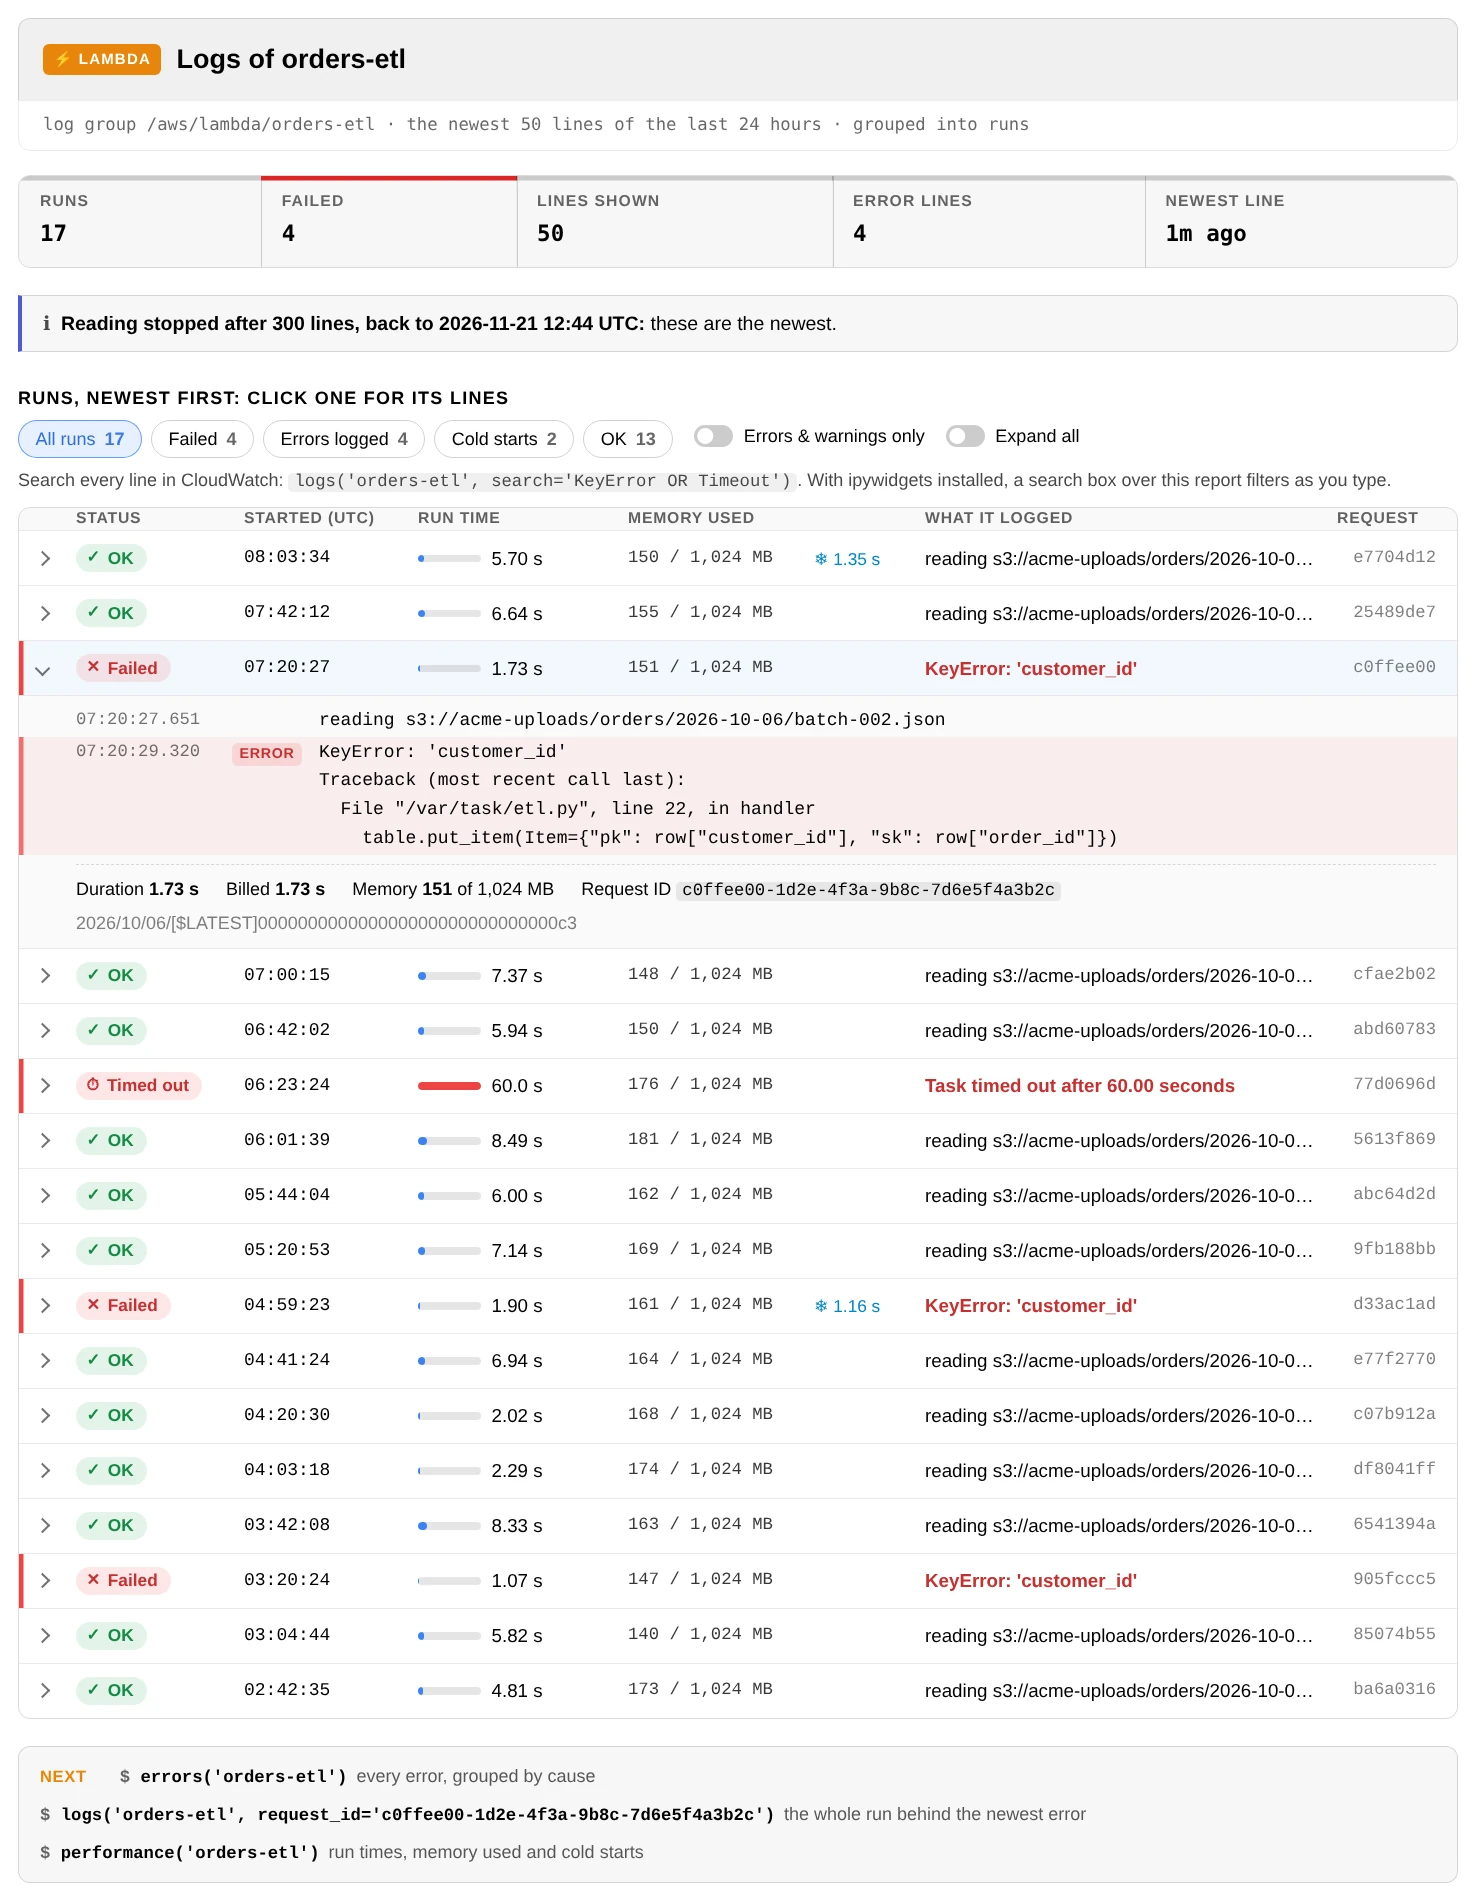 ⚡ LAMBDA Logs of orders-etl
log group /aws/lambda/orders-etl · the newest 50 lines of the last 24 hours · grouped into runs
RUNS FAILED LINES SHOWN ERROR LINES NEWEST LINE
17 4 50 4 1m ago
ℹ Reading stopped after 300 lines, back to 2026-11-21 12:44 UTC: these are the newest.
RUNS, NEWEST FIRST: CLICK ONE FOR ITS LINES
All runs 17 Failed 4 Errors logged 4 Cold starts 2 OK 13 Errors & warnings only Expand all
Search every line in CloudWatch: logs('orders-etl', search='KeyError OR Timeout'). With ipywidgets installed, a search box over this report filters as you type.
STATUS STARTED (UTC) RUN TIME MEMORY USED WHAT IT LOGGED REQUEST
✓ OK 08:03:34 5.70 s 150 / 1,024 MB ❄ 1.35 s reading s3://acme-uploads/orders/2026-10-0… e7704d12
✓ OK 07:42:12 6.64 s 155 / 1,024 MB reading s3://acme-uploads/orders/2026-10-0… 25489de7
✕ Failed 07:20:27 1.73 s 151 / 1,024 MB KeyError: 'customer_id' c0ffee00
07:20:27.651 reading s3://acme-uploads/orders/2026-10-06/batch-002.json
07:20:29.320 ERROR KeyError: 'customer_id'
Traceback (most recent call last):
File "/var/task/etl.py", line 22, in handler
table.put_item(Item={"pk": row["customer_id"], "sk": row["order_id"]})
Duration 1.73 s Billed 1.73 s Memory 151 of 1,024 MB Request ID c0ffee00-1d2e-4f3a-9b8c-7d6e5f4a3b2c
2026/10/06/[$LATEST]000000000000000000000000000000c3
✓ OK 07:00:15 7.37 s 148 / 1,024 MB reading s3://acme-uploads/orders/2026-10-0… cfae2b02
✓ OK 06:42:02 5.94 s 150 / 1,024 MB reading s3://acme-uploads/orders/2026-10-0… abd60783
⏱ Timed out 06:23:24 60.0 s 176 / 1,024 MB Task timed out after 60.00 seconds 77d0696d
✓ OK 06:01:39 8.49 s 181 / 1,024 MB reading s3://acme-uploads/orders/2026-10-0… 5613f869
✓ OK 05:44:04 6.00 s 162 / 1,024 MB reading s3://acme-uploads/orders/2026-10-0… abc64d2d
✓ OK 05:20:53 7.14 s 169 / 1,024 MB reading s3://acme-uploads/orders/2026-10-0… 9fb188bb
✕ Failed 04:59:23 1.90 s 161 / 1,024 MB ❄ 1.16 s KeyError: 'customer_id' d33ac1ad
✓ OK 04:41:24 6.94 s 164 / 1,024 MB reading s3://acme-uploads/orders/2026-10-0… e77f2770
✓ OK 04:20:30 2.02 s 168 / 1,024 MB reading s3://acme-uploads/orders/2026-10-0… c07b912a
✓ OK 04:03:18 2.29 s 174 / 1,024 MB reading s3://acme-uploads/orders/2026-10-0… df8041ff
✓ OK 03:42:08 8.33 s 163 / 1,024 MB reading s3://acme-uploads/orders/2026-10-0… 6541394a
✕ Failed 03:20:24 1.07 s 147 / 1,024 MB KeyError: 'customer_id' 905fccc5
✓ OK 03:04:44 5.82 s 140 / 1,024 MB reading s3://acme-uploads/orders/2026-10-0… 85074b55
✓ OK 02:42:35 4.81 s 173 / 1,024 MB reading s3://acme-uploads/orders/2026-10-0… ba6a0316
NEXT $ errors('orders-etl') every error, grouped by cause
$ logs('orders-etl', request_id='c0ffee00-1d2e-4f3a-9b8c-7d6e5f4a3b2c') the whole run behind the newest error
$ performance('orders-etl') run times, memory used and cold starts